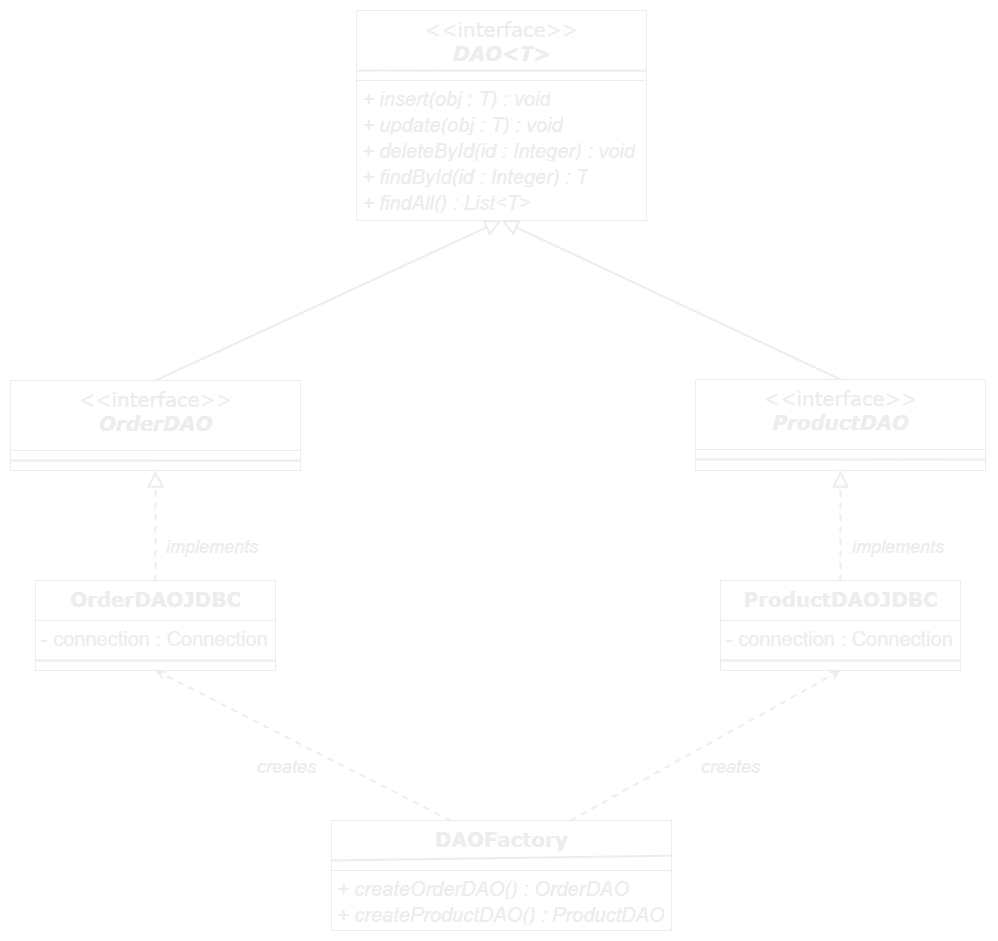 <<interface>>
DAO<T>
+ insert(obj : T) : void
+ update(obj : T) : void
+ deleteById(id : Integer) : void
+ findById(id : Integer) : T
+ findAll() : List<T>
<<interface>>
OrderDAO
<<interface>>
ProductDAO
implements
implements
OrderDAOJDBC
- connection : Connection
ProductDAOJDBC
- connection : Connection
creates
creates
DAOFactory
+ createOrderDAO() : OrderDAO
+ createProductDAO() : ProductDAO